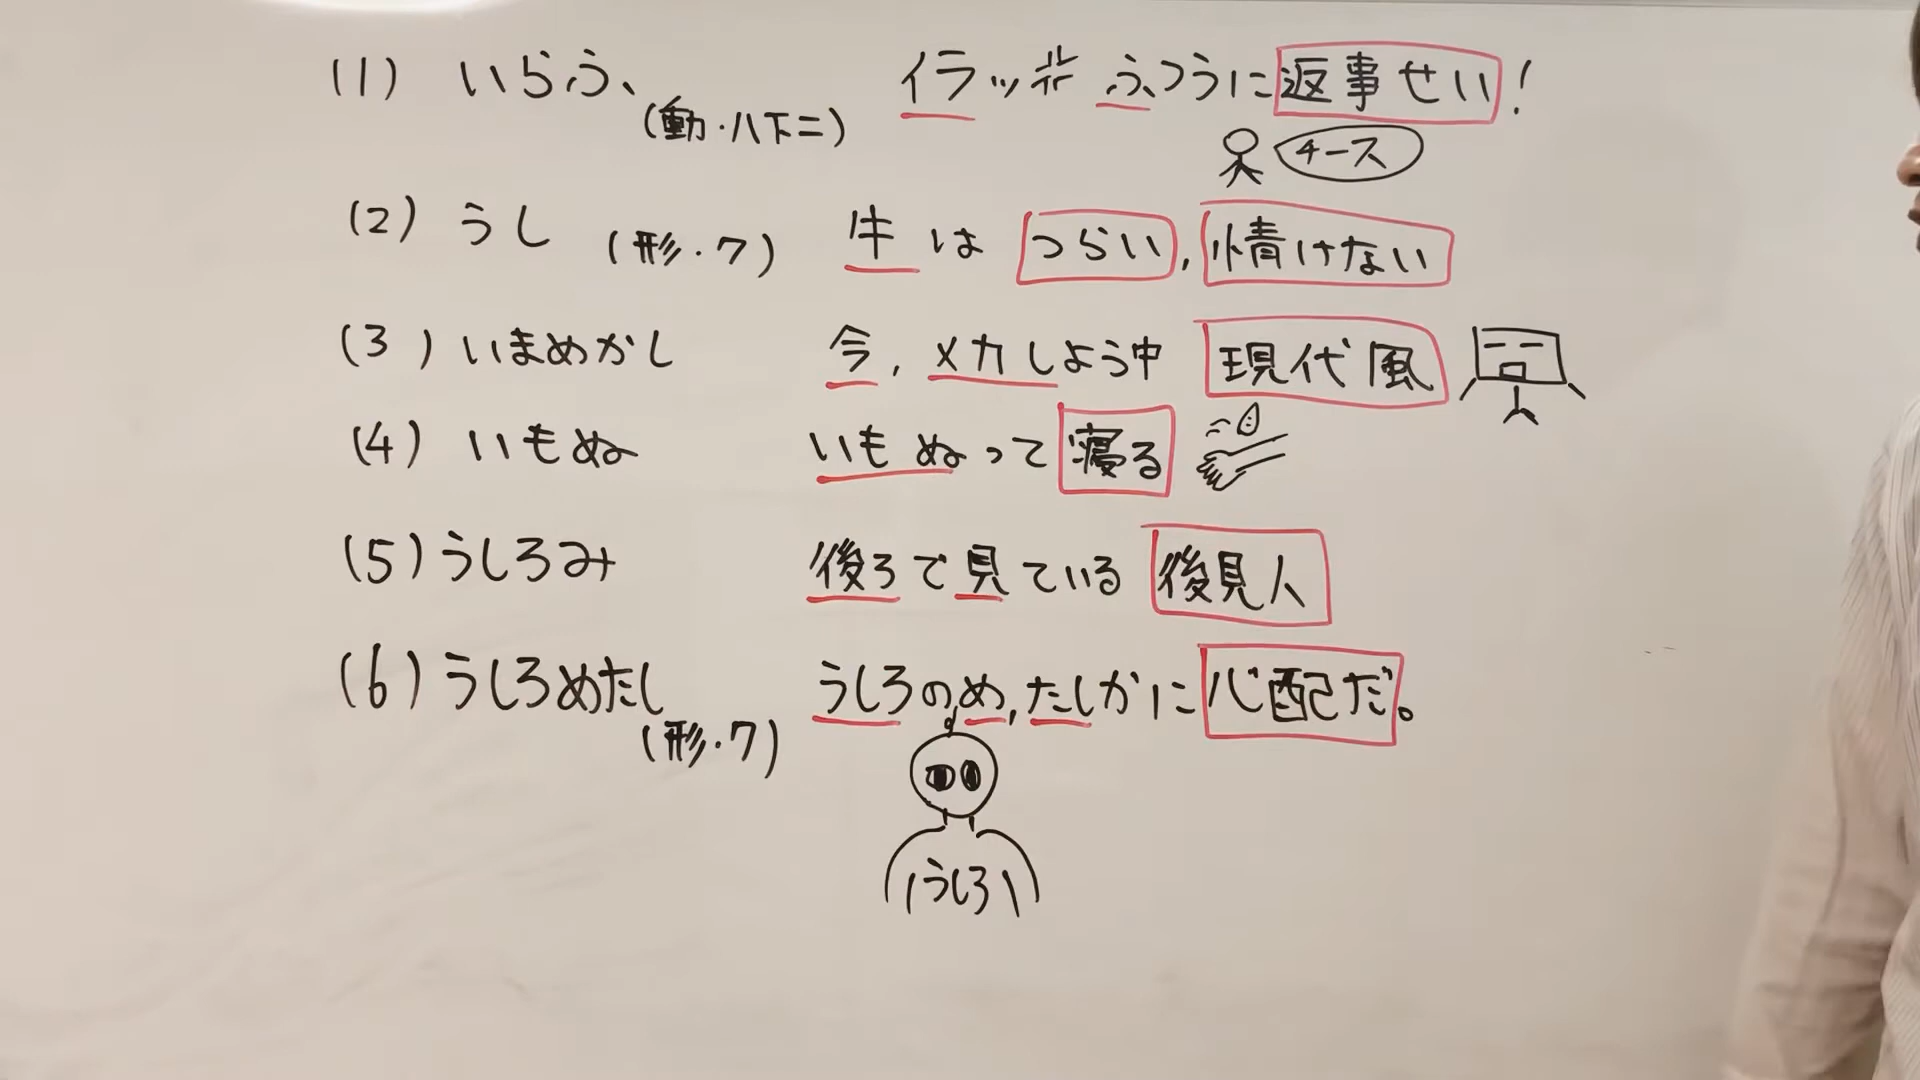 (1) いらふ イラッ ふつうに返事せい!
(動・ハ下二)
チース
(2) うし (形・ク) 牛は つらい, 情けない
(3) いまめかし 今, メカしよう中 現代風
(4) いもぬ いもぬって寝る
(5) うしろみ 後ろで見ている 後見人
(6) うしろめたし うしろのめ, たしかに心配だ。
(形・ク)
うしろ